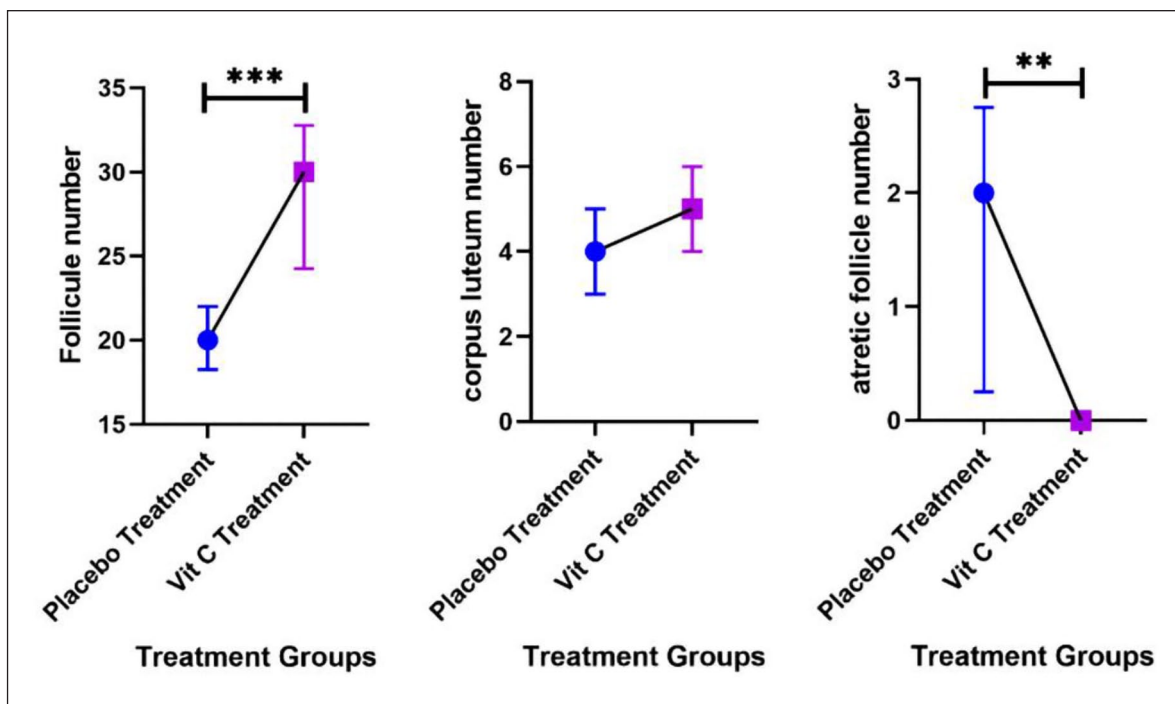 ***
35
30
25
20
15
Follicule number
Placebo Treatment
Vit C Treatment
Treatment Groups
8
6
4
2
0
corpus luteum number
Placebo Treatment
Vit C Treatment
Treatment Groups
**
3
2
1
0
atretic follicle number
Placebo Treatment
Vit C Treatment
Treatment Groups